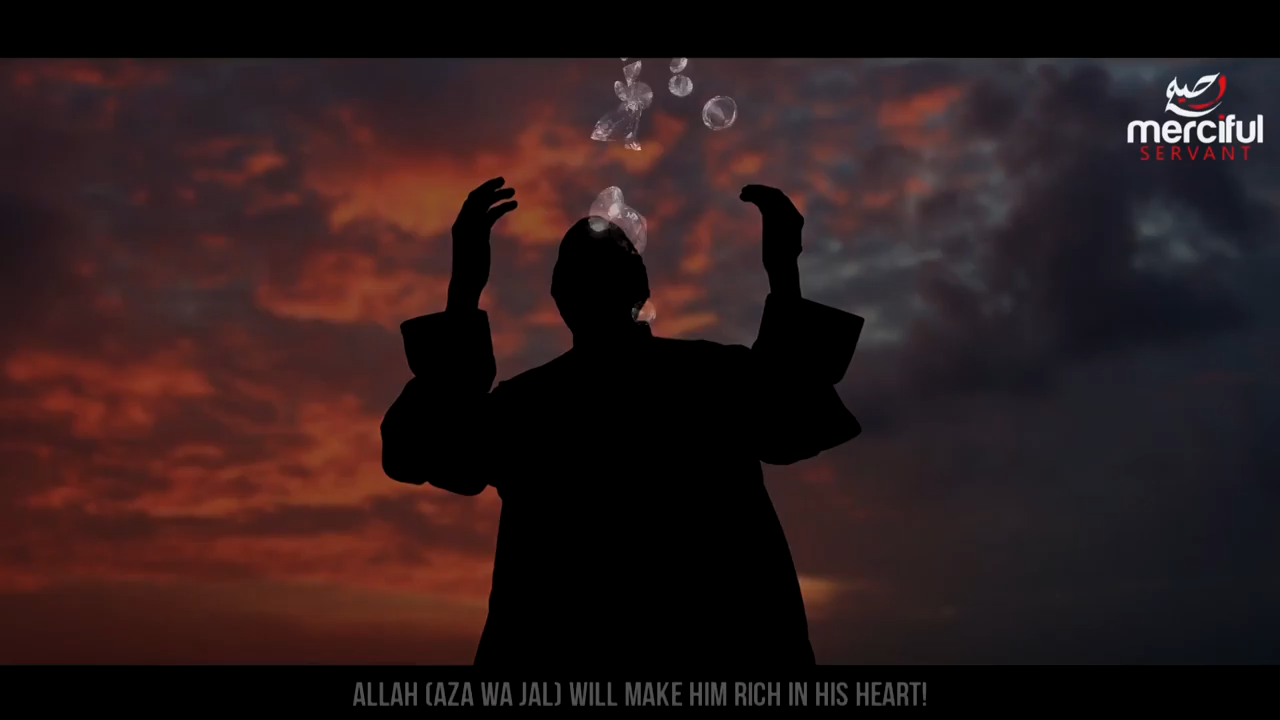 merciful
SERVANT
ALLAH (AZA WA JAL) WILL MAKE HIM RICH IN HIS HEART!